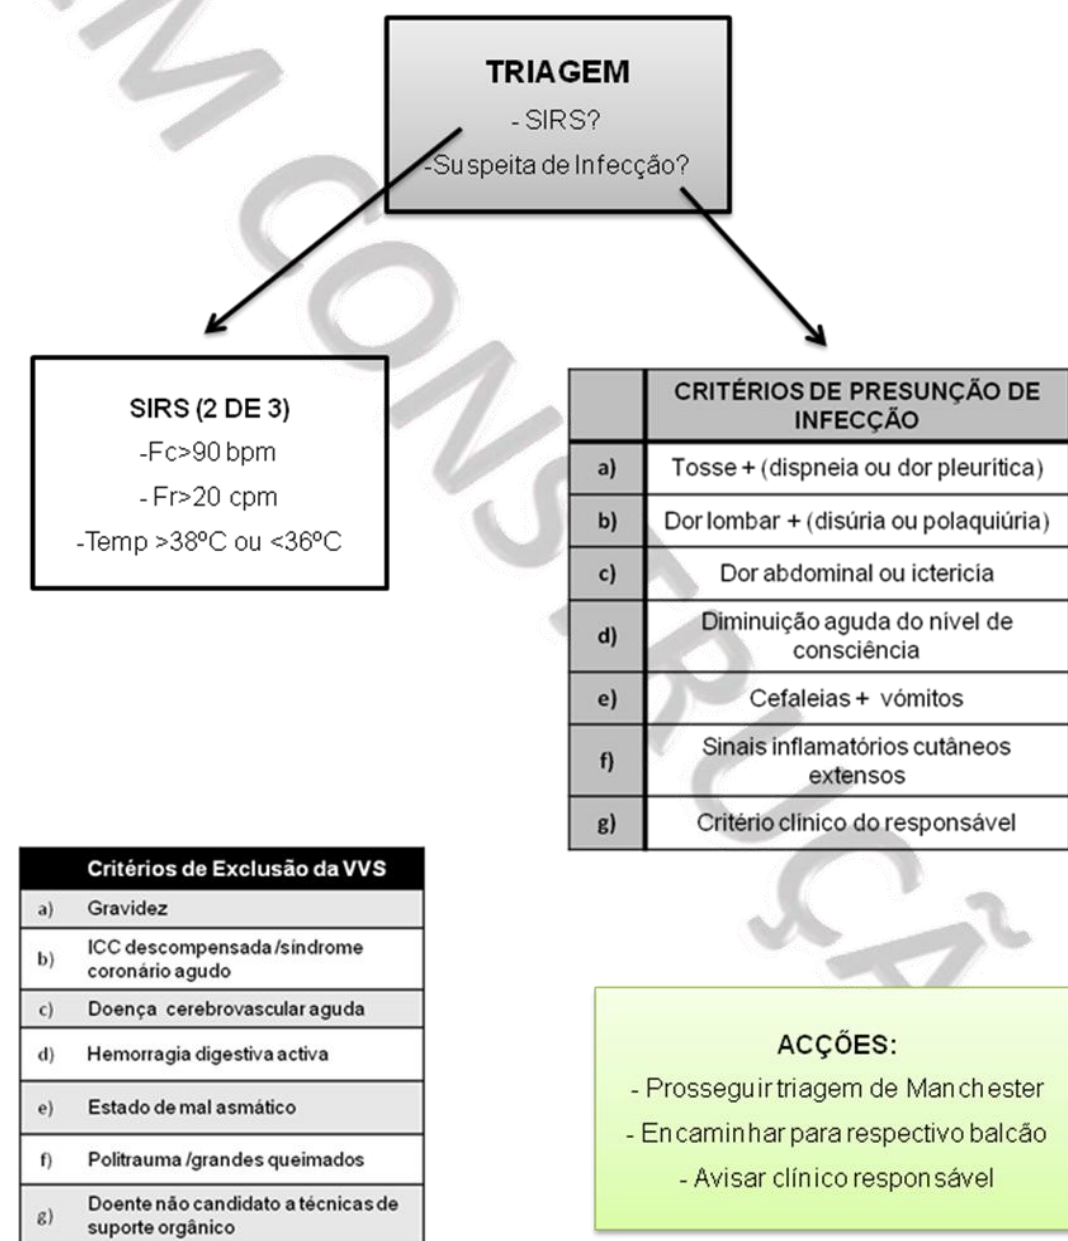 TRIAGEM
- SIRS?
-Suspeita de Infecção?
SIRS (2 DE 3)
-Fc>90 bpm
- Fr>20 cpm
-Temp >38ºC ou <36ºC
CRITÉRIOS DE PRESUNÇÃO DE
INFECÇÃO
a) Tosse + (dispneia ou dor pleurítica)
b) Dor lombar + (disúria ou polaquiúria)
c) Dor abdominal ou icterícia
d) Diminuição aguda do nível de
consciência
e) Cefaleias + vómitos
f) Sinais inflamatórios cutâneos
extensos
g) Critério clínico do responsável
Critérios de Exclusão da VVS
a) Gravidez
b) ICC descompensada/síndrome
coronário agudo
c) Doença cerebrovascular aguda
d) Hemorragia digestiva activa
e) Estado de mal asmático
f) Politrauma /grandes queimados
g) Doente não candidato a técnicas de
suporte orgânico
ACÇÕES:
- Prosseguir triagem de Manchester
- Encaminhar para respectivo balcão
- Avisar clínico responsável
M CONSTRUÇÃ